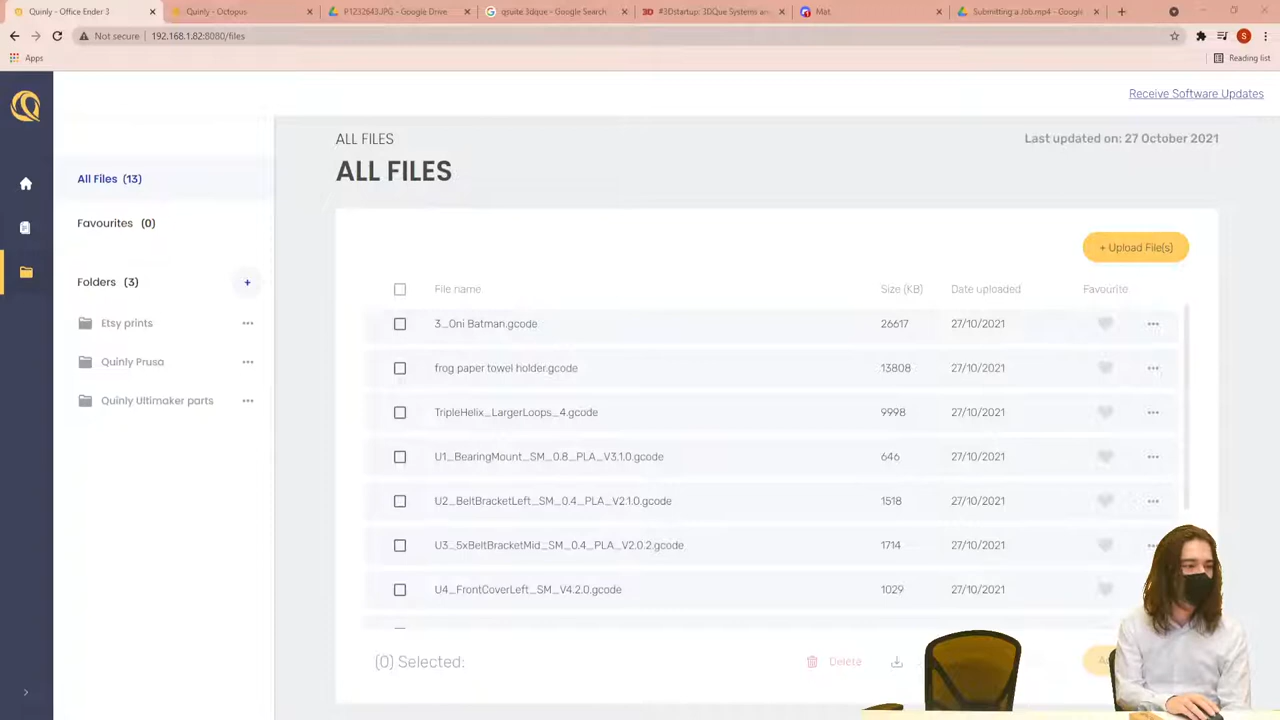 Quinly - Office Ender 3
Quinly - Octopus
P1232643.JPG - Google Drive
qsuite 3dque - Google Search
#3Dstartup: 3DQue Systems an
Mat
Submitting a Job.mp4 - Google
Not secure | 192.168.1.82:8080/files
S
Apps
Reading list
Receive Software Updates
ALL FILES
Last updated on: 27 October 2021
ALL FILES
All Files (13)
Favourites (0)
Folders (3)
+
Etsy prints
Quinly Prusa
Quinly Ultimaker parts
+ Upload File(s)
File name Size (KB) Date uploaded Favourite
3_Oni Batman.gcode 26617 27/10/2021
frog paper towel holder.gcode 13808 27/10/2021
TripleHelix_LargerLoops_4.gcode 9998 27/10/2021
U1_BearingMount_SM_0.8_PLA_V3.1.0.gcode 646 27/10/2021
U2_BeltBracketLeft_SM_0.4_PLA_V2.1.0.gcode 1518 27/10/2021
U3_5xBeltBracketMid_SM_0.4_PLA_V2.0.2.gcode 1714 27/10/2021
U4_FrontCoverLeft_SM_V4.2.0.gcode 1029 27/10/2021
(0) Selected:
Delete